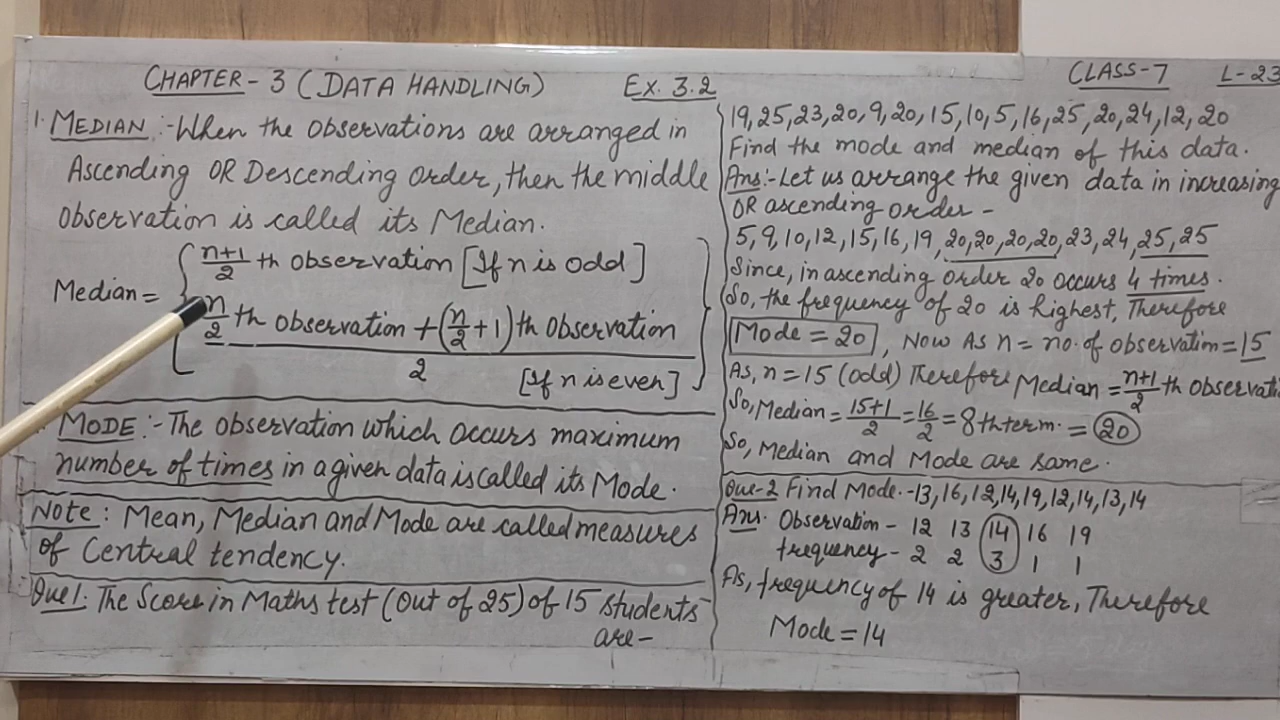 CHAPTER - 3 (DATA HANDLING) Ex. 3.2
1. MEDIAN :- When the observations are arranged in
Ascending OR Descending order, then the middle
observation is called its Median.
Median =
n+1/2 th observation [If n is odd]
n/2 th observation + (n/2 + 1) th observation
2
[If n is even]
MODE :- The observation which occurs maximum
number of times in a given data is called its Mode.
Note : Mean, Median and Mode are called measures
of Central tendency.
Que 1. The Score in Maths test (out of 25) of 15 students
are -
CLASS-7 L-23
19, 25, 23, 20, 9, 20, 15, 10, 5, 16, 25, 20, 24, 12, 20
Find the mode and median of this data.
Ans:- Let us arrange the given data in increasing
OR ascending order -
5, 9, 10, 12, 15, 16, 19, 20, 20, 20, 20, 23, 24, 25, 25
Since, in ascending order 20 occurs 4 times.
So, the frequency of 20 is highest, Therefore
Mode = 20, Now As n = no. of observation = 15
As, n = 15 (odd) Therefore Median = n+1/2 th observati
So, Median = 15+1/2 = 16/2 = 8th term. = 20
So, Median and Mode are same.
Que-2 Find Mode. - 13, 16, 12, 14, 19, 12, 14, 13, 14
Ans. Observation - 12 13 14 16 19
frequency - 2 2 3 1 1
As, frequency of 14 is greater, Therefore
Mode = 14